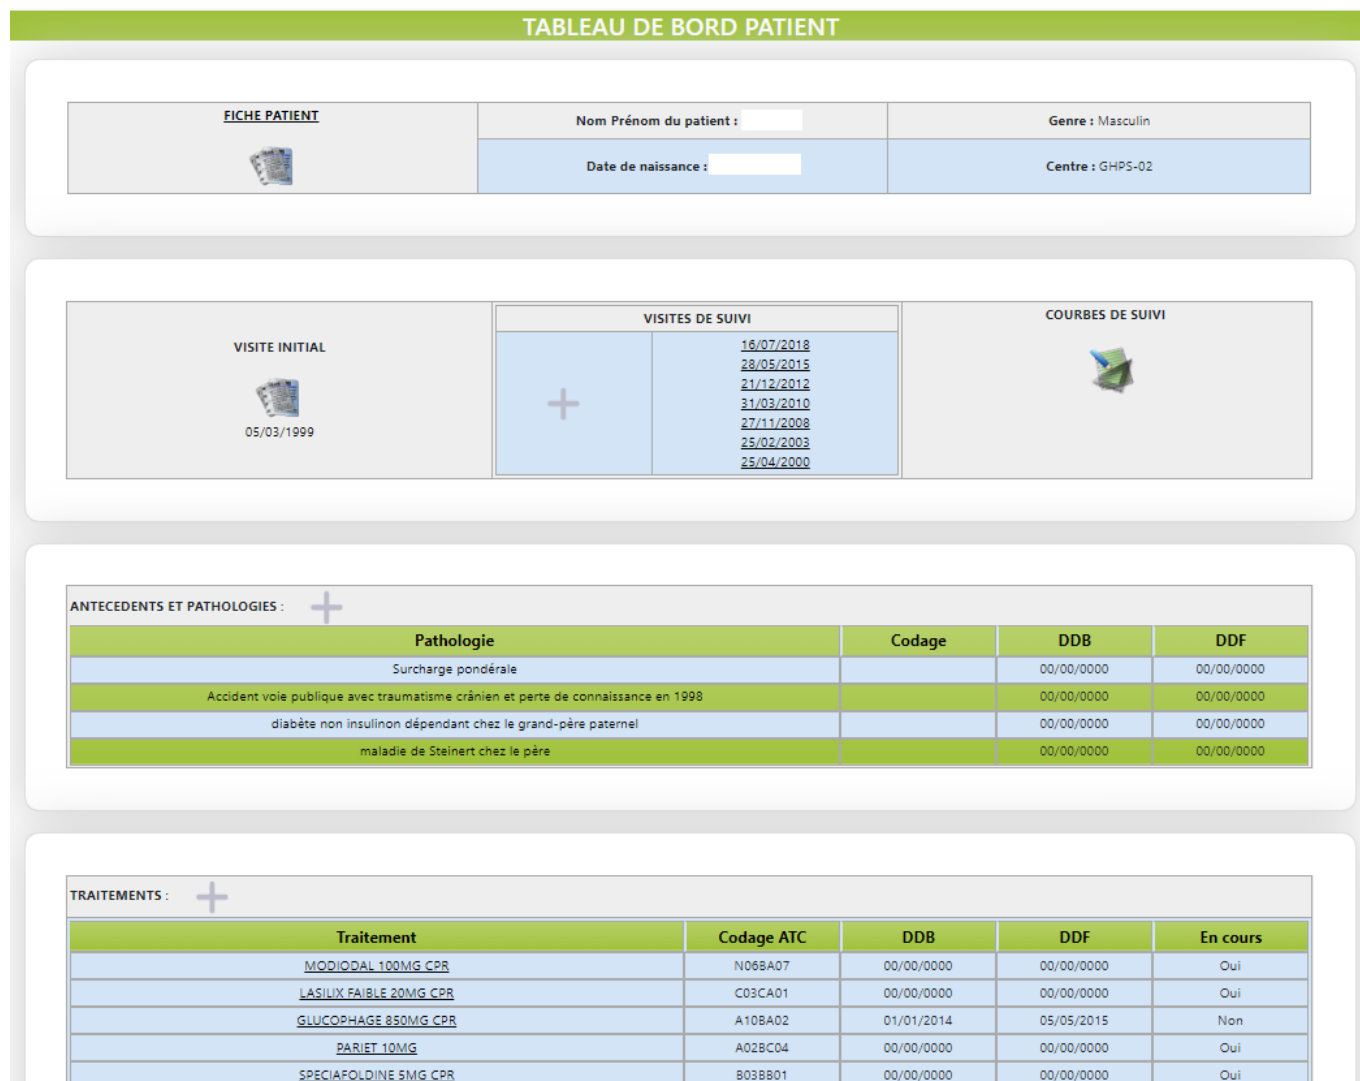 TABLEAU DE BORD PATIENT
FICHE PATIENT
Nom Prénom du patient :
Genre : Masculin
Date de naissance :
Centre : GHPS-02
VISITE INITIAL
05/03/1999
VISITES DE SUIVI
16/07/2018
28/05/2015
21/12/2012
31/03/2010
27/11/2008
25/02/2003
25/04/2000
COURBES DE SUIVI
ANTECEDENTS ET PATHOLOGIES :
Pathologie Codage DDB DDF
Surcharge pondérale 00/00/0000 00/00/0000
Accident voie publique avec traumatisme crânien et perte de connaissance en 1998 00/00/0000 00/00/0000
diabète non insulinon dépendant chez le grand-père paternel 00/00/0000 00/00/0000
maladie de Steinert chez le père 00/00/0000 00/00/0000
TRAITEMENTS :
Traitement Codage ATC DDB DDF En cours
MODIODAL 100MG CPR N06BA07 00/00/0000 00/00/0000 Oui
LASILIX FAIBLE 20MG CPR C03CA01 00/00/0000 00/00/0000 Oui
GLUCOPHAGE 850MG CPR A10BA02 01/01/2014 05/05/2015 Non
PARIET 10MG A02BC04 00/00/0000 00/00/0000 Oui
SPECIAFOLDINE 5MG CPR B03BB01 00/00/0000 00/00/0000 Oui